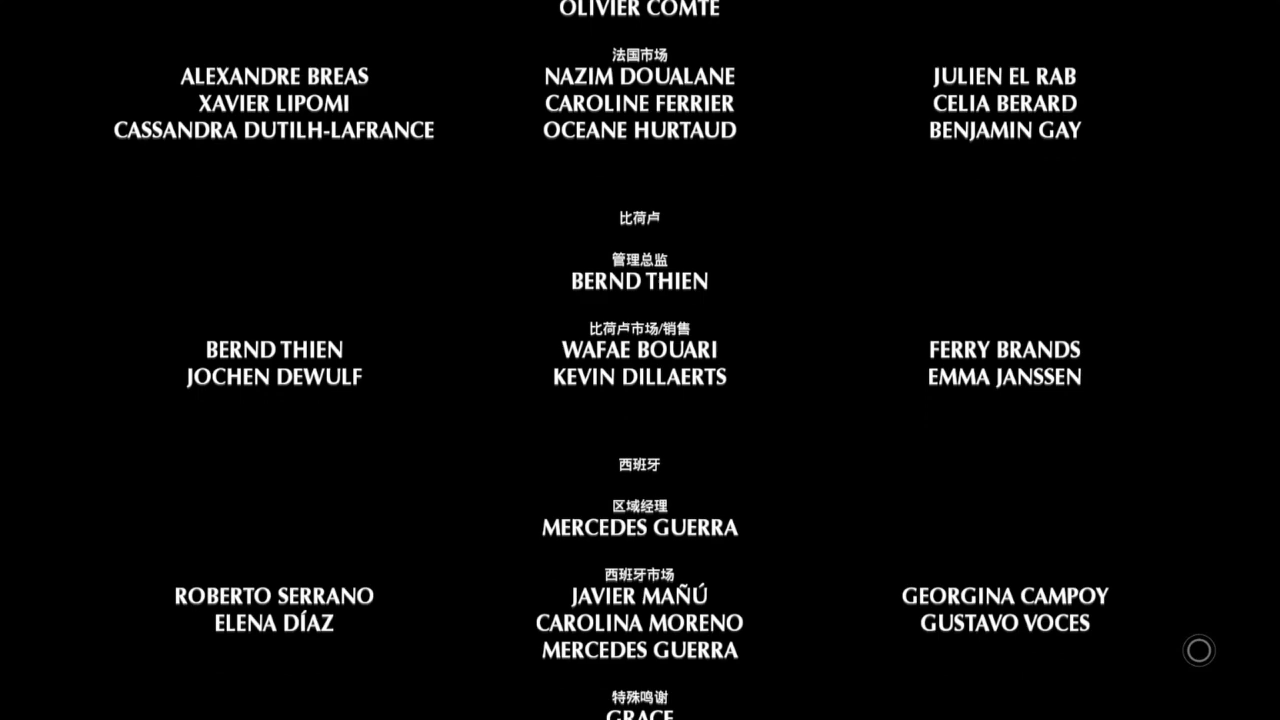 OLIVIER COMTE
法国市场
ALEXANDRE BREAS NAZIM DOUALANE JULIEN EL RAB
XAVIER LIPOMI CAROLINE FERRIER CELIA BERARD
CASSANDRA DUTILH-LAFRANCE OCEANE HURTAUD BENJAMIN GAY
比荷卢
管理总监
BERND THIEN
比荷卢市场/销售
BERND THIEN WAFAE BOUARI FERRY BRANDS
JOCHEN DEWULF KEVIN DILLAERTS EMMA JANSSEN
西班牙
区域经理
MERCEDES GUERRA
西班牙市场
ROBERTO SERRANO JAVIER MAÑÚ GEORGINA CAMPOY
ELENA DÍAZ CAROLINA MORENO GUSTAVO VOCES
MERCEDES GUERRA
特殊鸣谢
GRACE